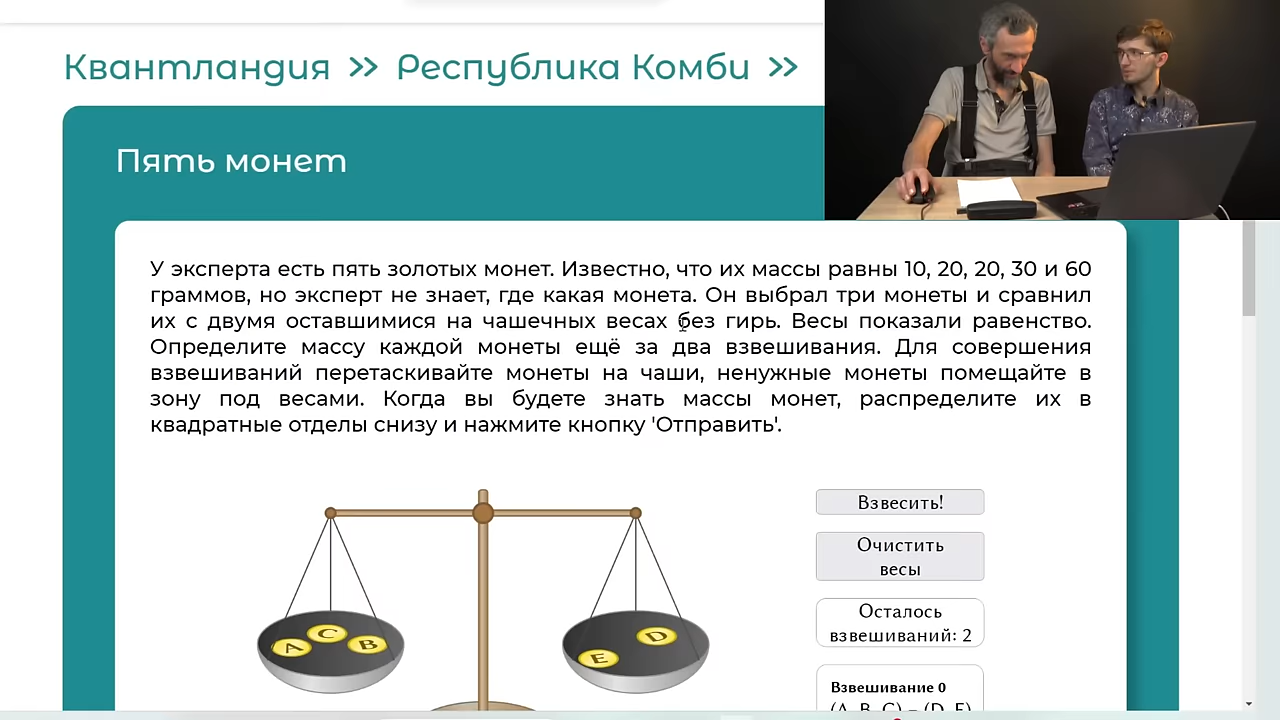 Квантландия >> Республика Комби >>
Пять монет
У эксперта есть пять золотых монет. Известно, что их массы равны 10, 20, 20, 30 и 60
граммов, но эксперт не знает, где какая монета. Он выбрал три монеты и сравнил
их с двумя оставшимися на чашечных весах без гирь. Весы показали равенство.
Определите массу каждой монеты ещё за два взвешивания. Для совершения
взвешиваний перетаскивайте монеты на чаши, ненужные монеты помещайте в
зону под весами. Когда вы будете знать массы монет, распределите их в
квадратные отделы снизу и нажмите кнопку 'Отправить'.
Взвесить!
Очистить
весы
Осталось
взвешиваний: 2
A C B
E D
Взвешивание 0
(A, B, C) = (D, E)